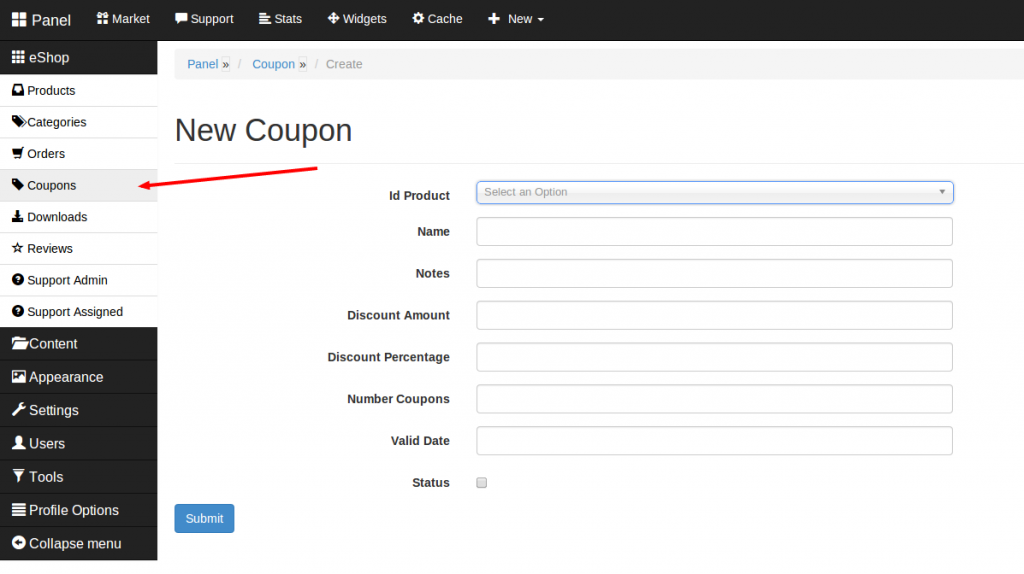 Panel Market Support Stats Widgets Cache New
eShop
Products
Categories
Orders
Coupons
Downloads
Reviews
Support Admin
Support Assigned
Content
Appearance
Settings
Users
Tools
Profile Options
Collapse menu
Panel » / Coupon » / Create
New Coupon
Id Product Select an Option
Name
Notes
Discount Amount
Discount Percentage
Number Coupons
Valid Date
Status
Submit